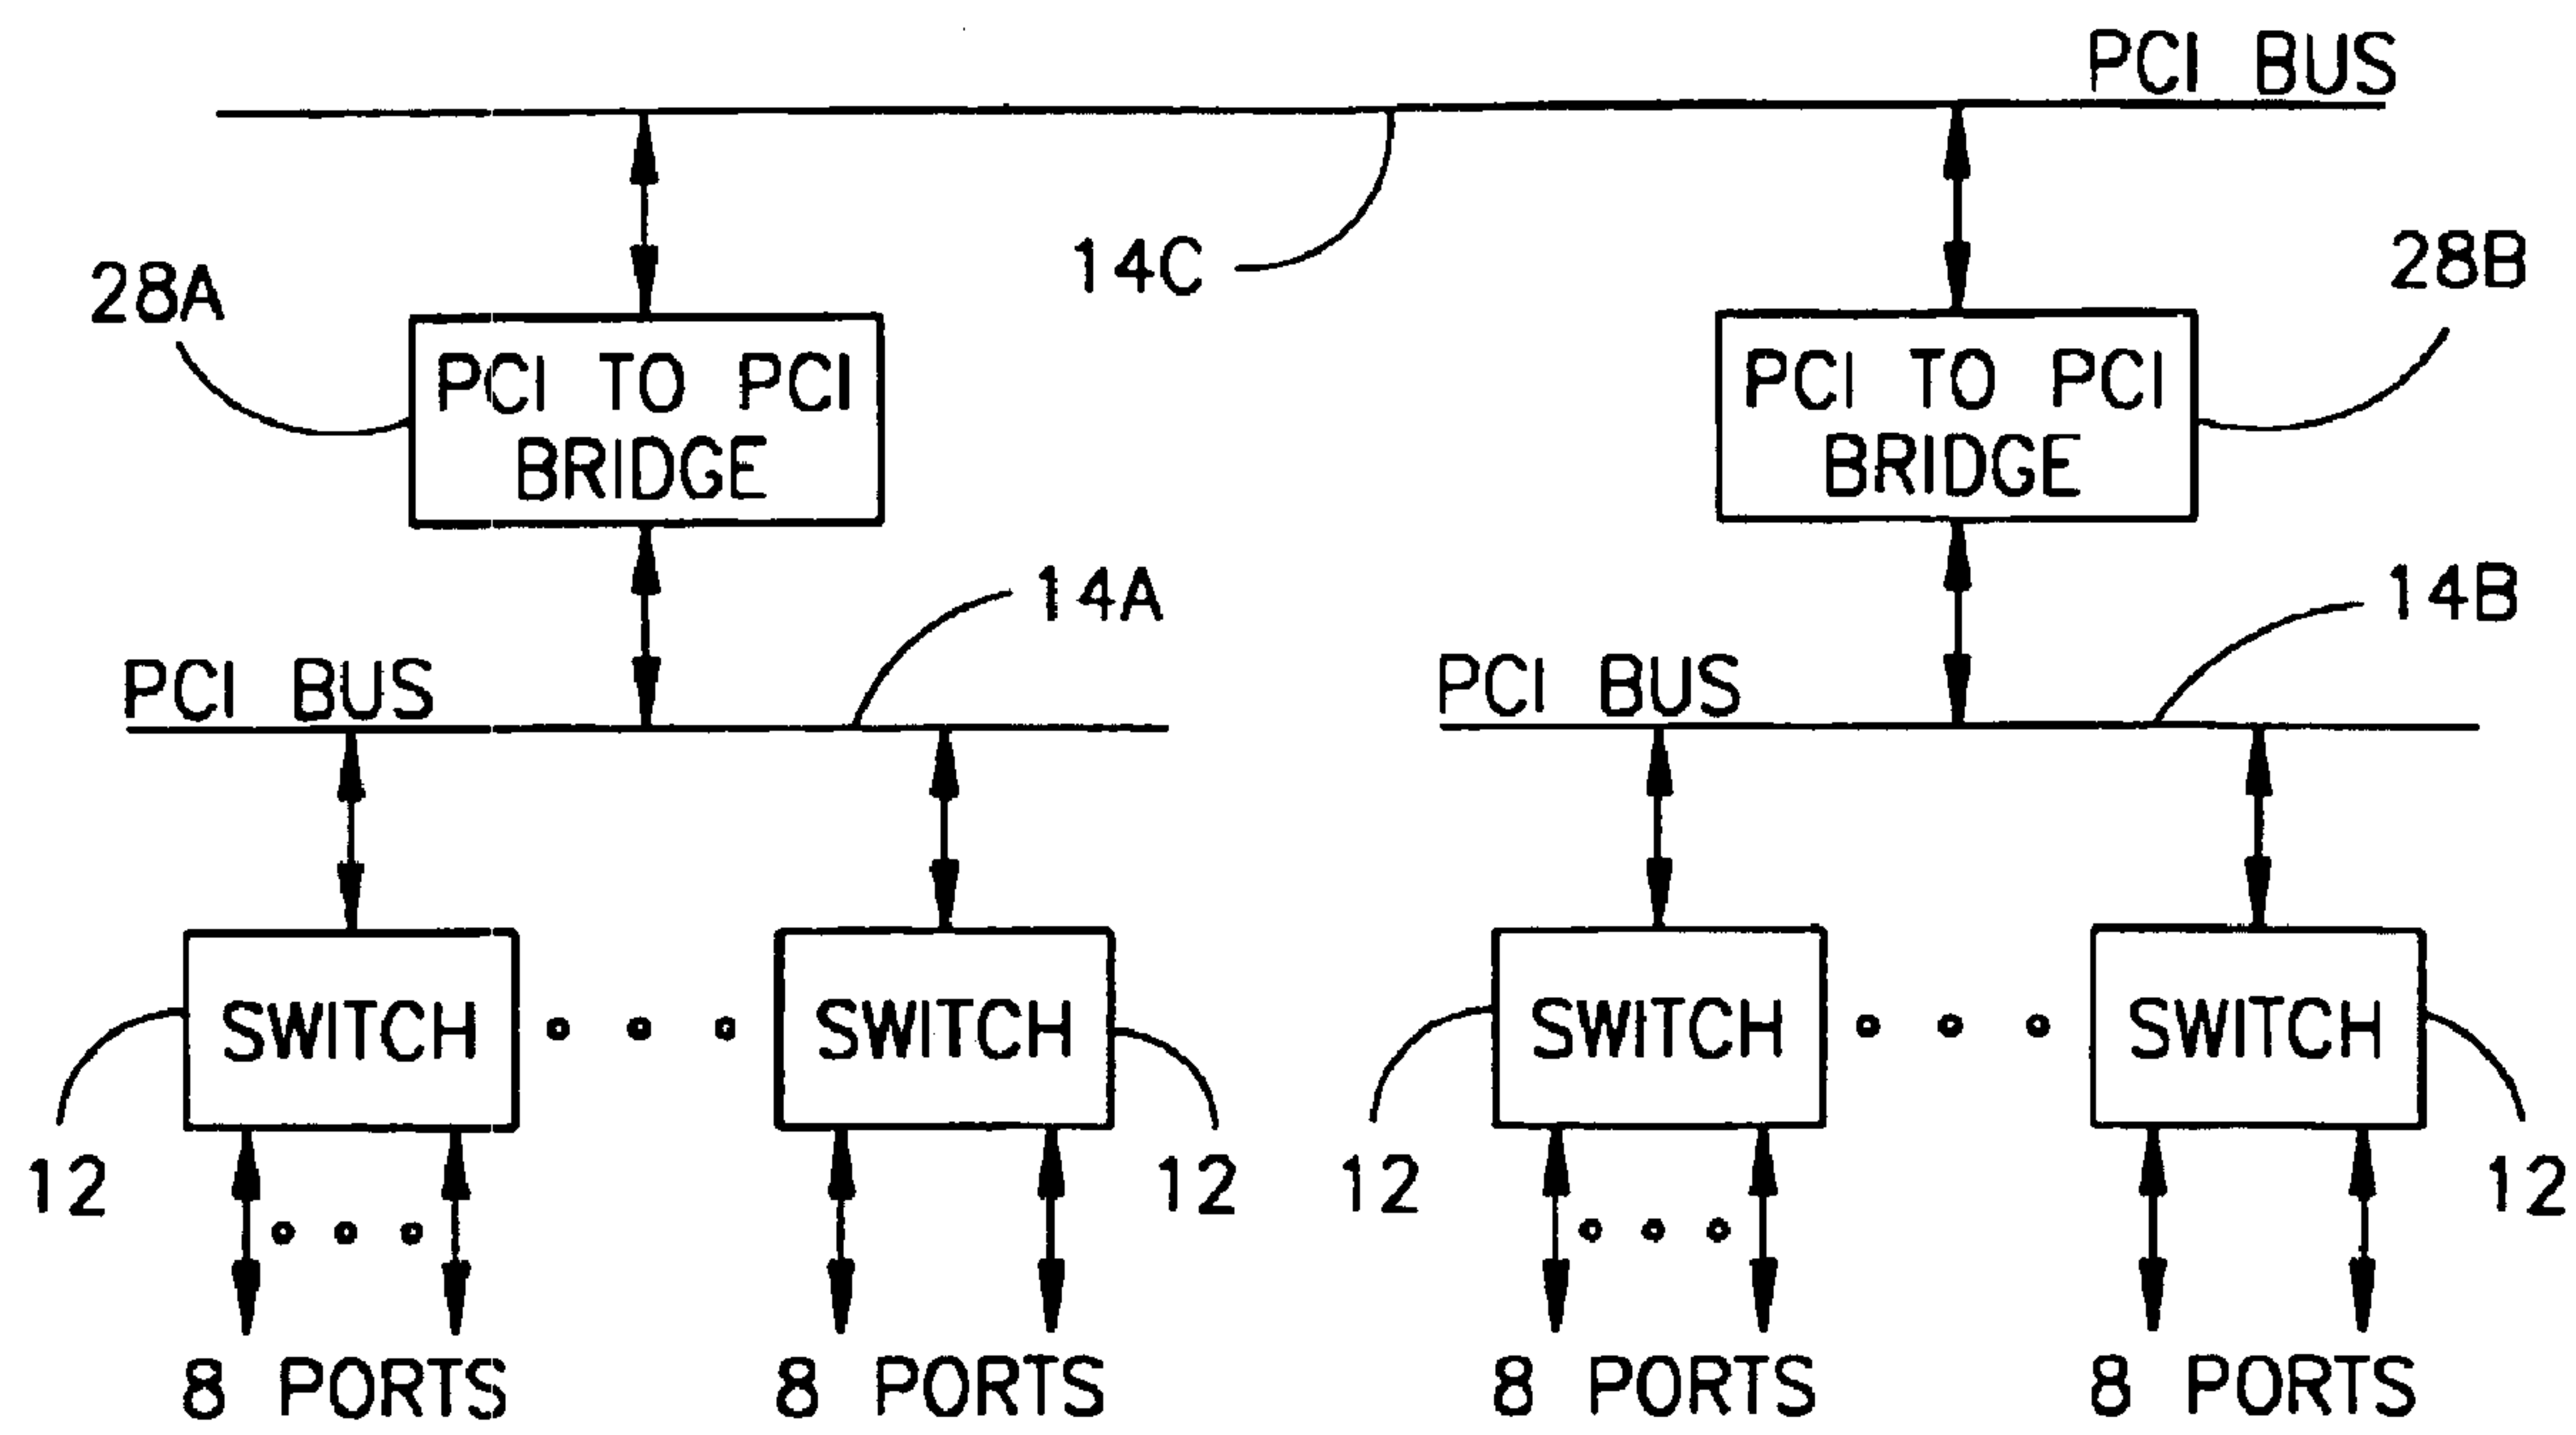 PCI BUS
14C
28A
28B
PCI TO PCI
BRIDGE
PCI TO PCI
BRIDGE
14A
14B
PCI BUS
PCI BUS
SWITCH
SWITCH
SWITCH
SWITCH
12
12
12
12
8 PORTS
8 PORTS
8 PORTS
8 PORTS